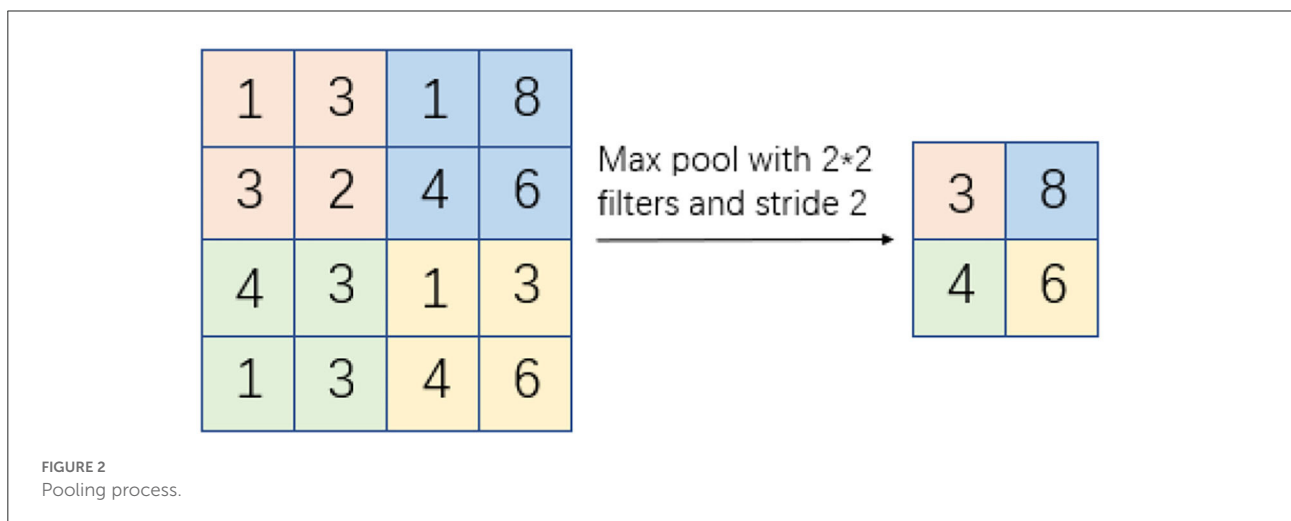 1 3 1 8
3 2 4 6
4 3 1 3
1 3 4 6
Max pool with 2*2
filters and stride 2
3 8
4 6
FIGURE 2
Pooling process.